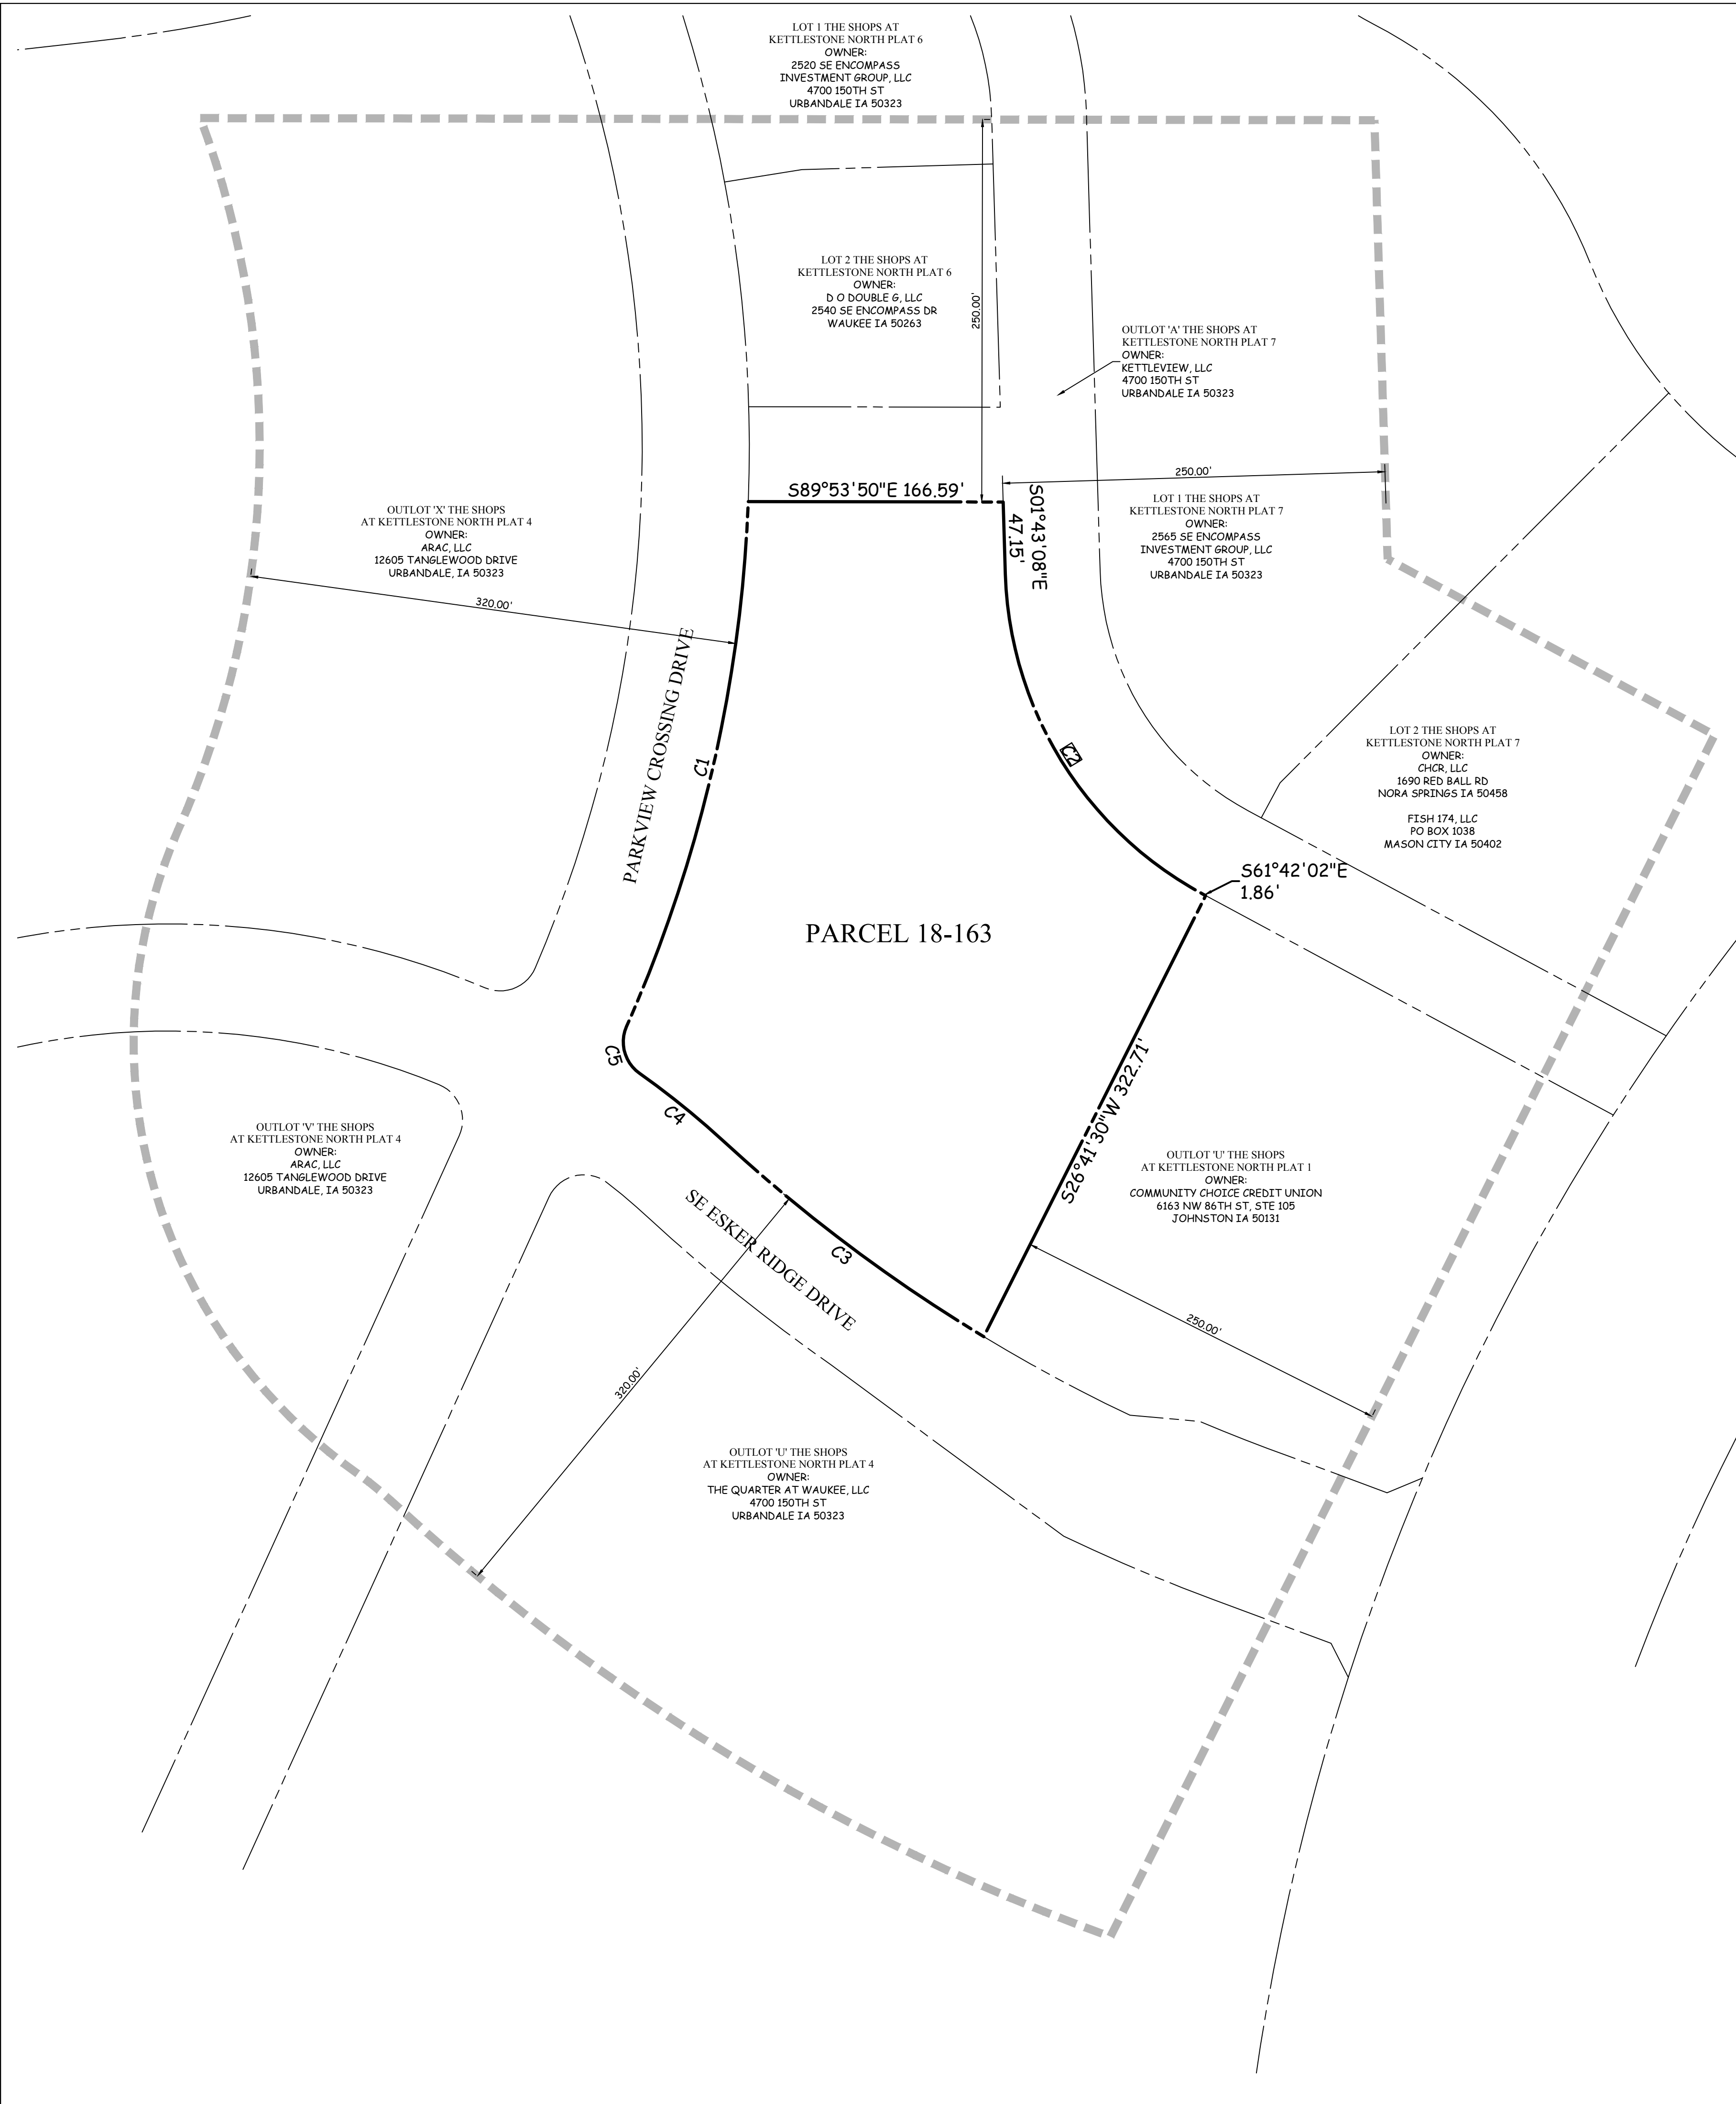 LOT 1 THE SHOPS AT
KETTLESTONE NORTH PLAT 6
OWNER:
2520 SE ENCOMPASS
INVESTMENT GROUP, LLC
4700 150TH ST
URBANDALE IA 50323
LOT 2 THE SHOPS AT
KETTLESTONE NORTH PLAT 6
OWNER:
D O DOUBLE G, LLC
2540 SE ENCOMPASS DR
WAUKEE IA 50263
250.00'
OUTLOT 'A' THE SHOPS AT
KETTLESTONE NORTH PLAT 7
OWNER:
KETTLEVIEW, LLC
4700 150TH ST
URBANDALE IA 50323
250.00'
S89°53'50"E 166.59'
S01°43'08"E
47.15'
LOT 1 THE SHOPS AT
KETTLESTONE NORTH PLAT 7
OWNER:
2565 SE ENCOMPASS
INVESTMENT GROUP, LLC
4700 150TH ST
URBANDALE IA 50323
OUTLOT 'X' THE SHOPS
AT KETTLESTONE NORTH PLAT 4
OWNER:
ARAC, LLC
12605 TANGLEWOOD DRIVE
URBANDALE, IA 50323
320.00'
PARKVIEW CROSSING DRIVE
C1
C2
LOT 2 THE SHOPS AT
KETTLESTONE NORTH PLAT 7
OWNER:
CHCR, LLC
1690 RED BALL RD
NORA SPRINGS IA 50458
FISH 174, LLC
PO BOX 1038
MASON CITY IA 50402
S61°42'02"E
1.86'
PARCEL 18-163
C5
C4
S26°41'30"W 322.71'
OUTLOT 'V' THE SHOPS
AT KETTLESTONE NORTH PLAT 4
OWNER:
ARAC, LLC
12605 TANGLEWOOD DRIVE
URBANDALE, IA 50323
OUTLOT 'U' THE SHOPS
AT KETTLESTONE NORTH PLAT 1
OWNER:
COMMUNITY CHOICE CREDIT UNION
6163 NW 86TH ST, STE 105
JOHNSTON IA 50131
SE ESKER RIDGE DRIVE
C3
250.00'
320.00'
OUTLOT 'U' THE SHOPS
AT KETTLESTONE NORTH PLAT 4
OWNER:
THE QUARTER AT WAUKEE, LLC
4700 150TH ST
URBANDALE IA 50323